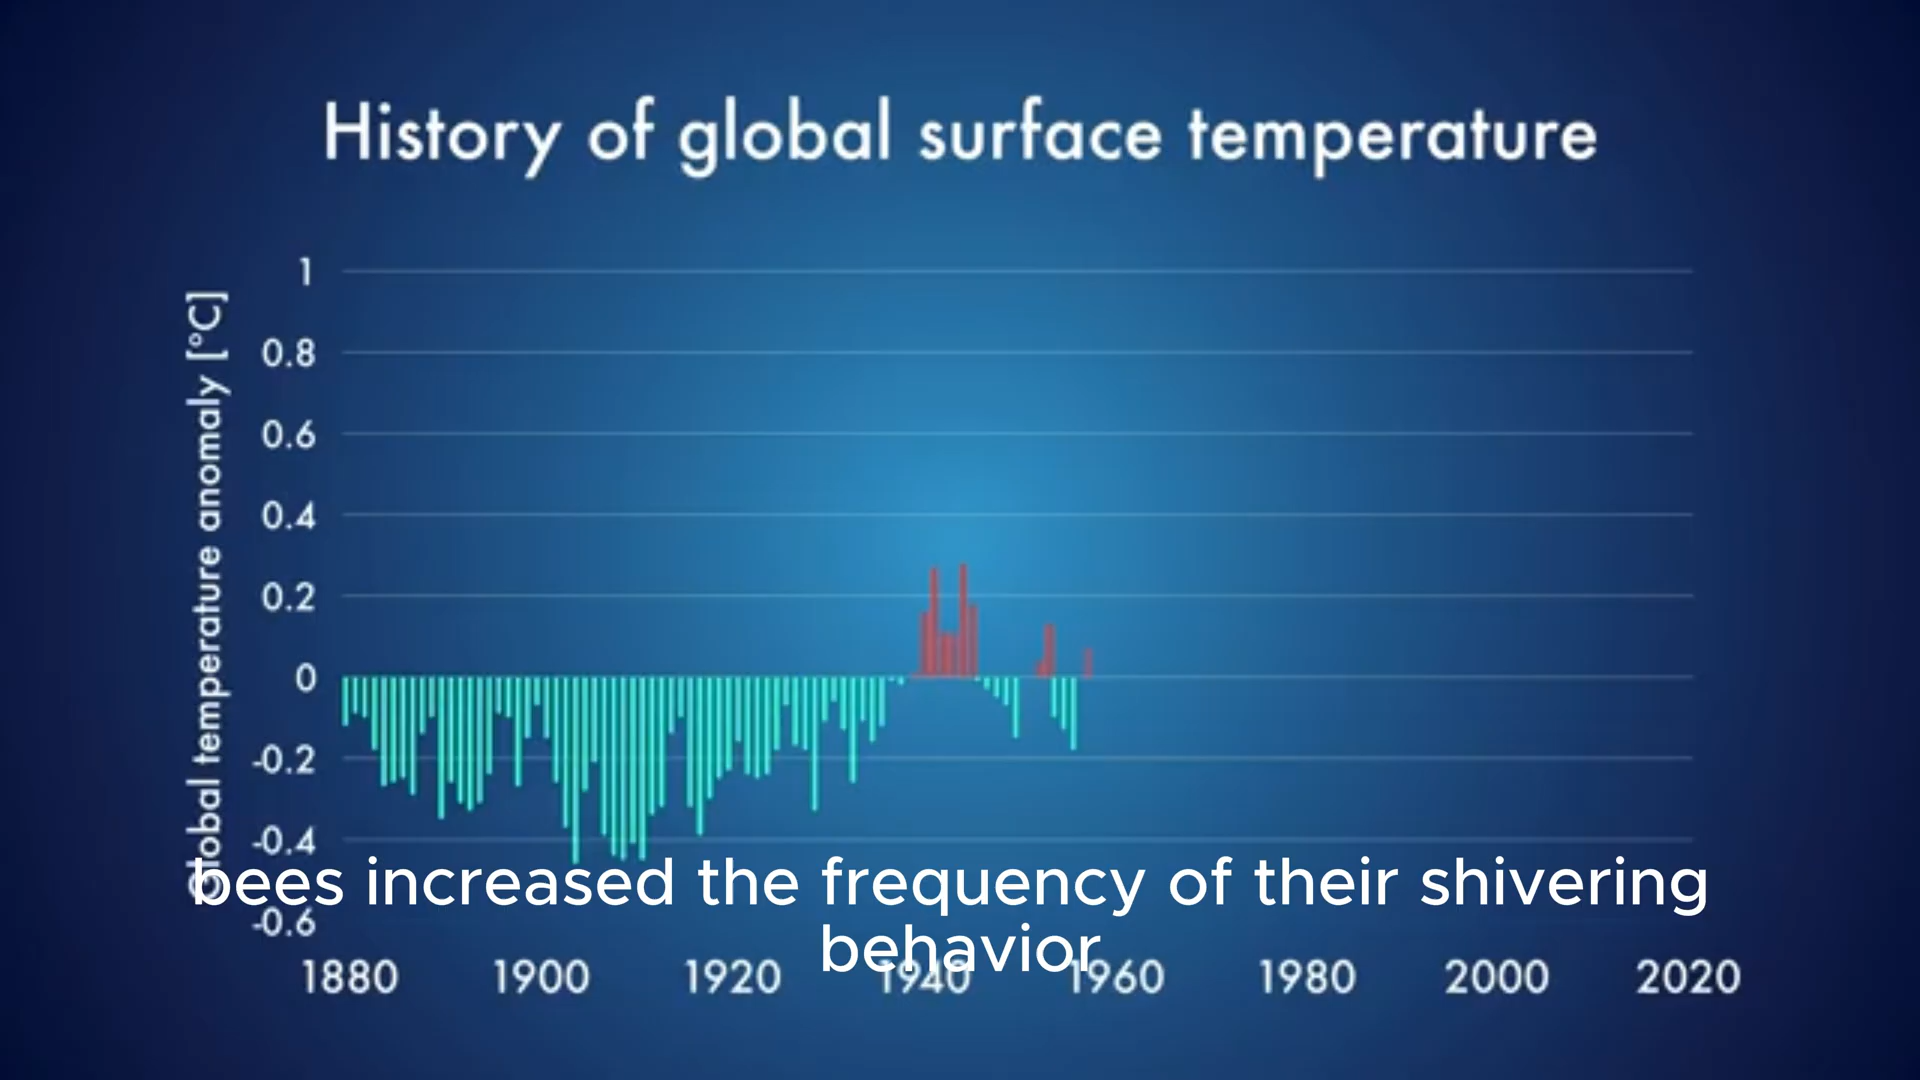 History of global surface temperature
Global temperature anomaly [°C]
1
0.8
0.6
0.4
0.2
0
-0.2
-0.4
-0.6
bees increased the frequency of their shivering
behavior
1880 1900 1920 1940 1960 1980 2000 2020